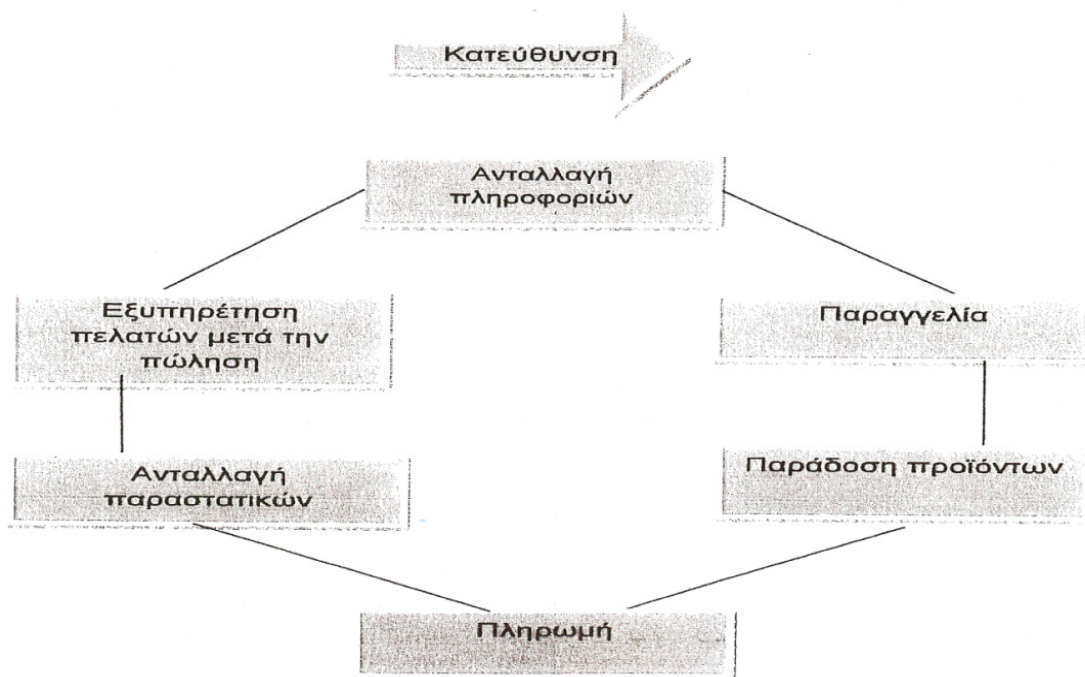 Κατεύθυνση
Ανταλλαγή
πληροφοριών
Εξυπηρέτηση
πελατών μετά την
πώληση
Παραγγελία
Ανταλλαγή
παραστατικών
Παράδοση προϊόντων
Πληρωμή